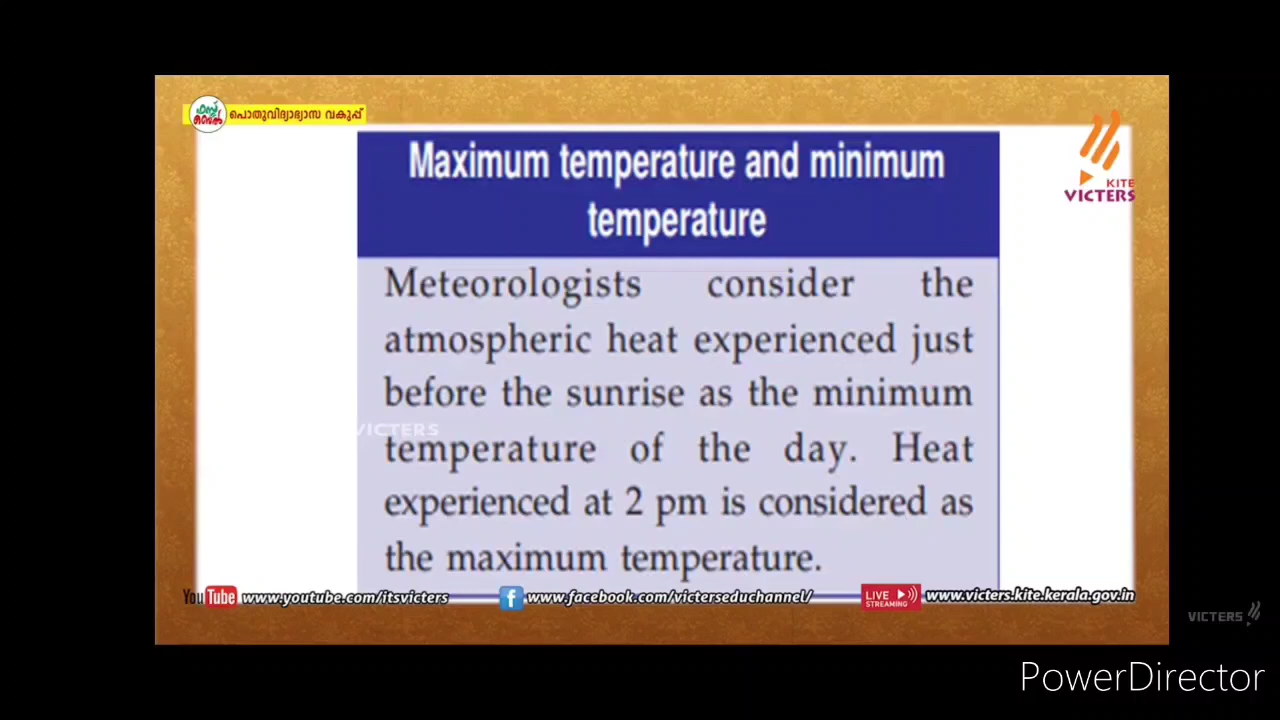 ഫസ്റ്റ് ബെൽ
പൊതുവിദ്യാഭ്യാസ വകുപ്പ്
KITE
VICTERS
Maximum temperature and minimum
temperature
Meteorologists consider the
atmospheric heat experienced just
before the sunrise as the minimum
VICTERS
temperature of the day. Heat
experienced at 2 pm is considered as
the maximum temperature.
YouTube www.youtube.com/itsvicters
f www.facebook.com/victerseduchannel/
LIVE STREAMING www.victers.kite.kerala.gov.in
VICTERS
PowerDirector